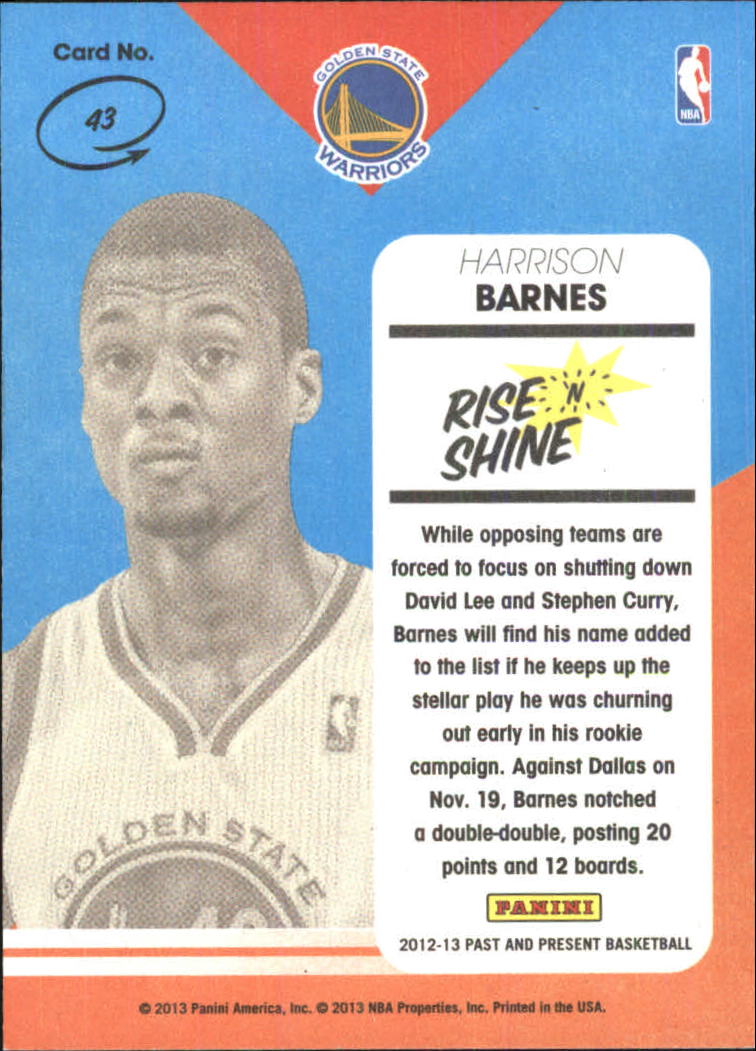 Card No.
43
GOLDEN STATE
WARRIORS
NBA
HARRISON
BARNES
RISE 'N
SHINE
While opposing teams are
forced to focus on shutting down
David Lee and Stephen Curry,
Barnes will find his name added
to the list if he keeps up the
stellar play he was churning
out early in his rookie
campaign. Against Dallas on
Nov. 19, Barnes notched
a double-double, posting 20
points and 12 boards.
GOLDEN STATE
PANINI
2012-13 PAST AND PRESENT BASKETBALL
© 2013 Panini America, Inc. © 2013 NBA Properties, Inc. Printed in the USA.